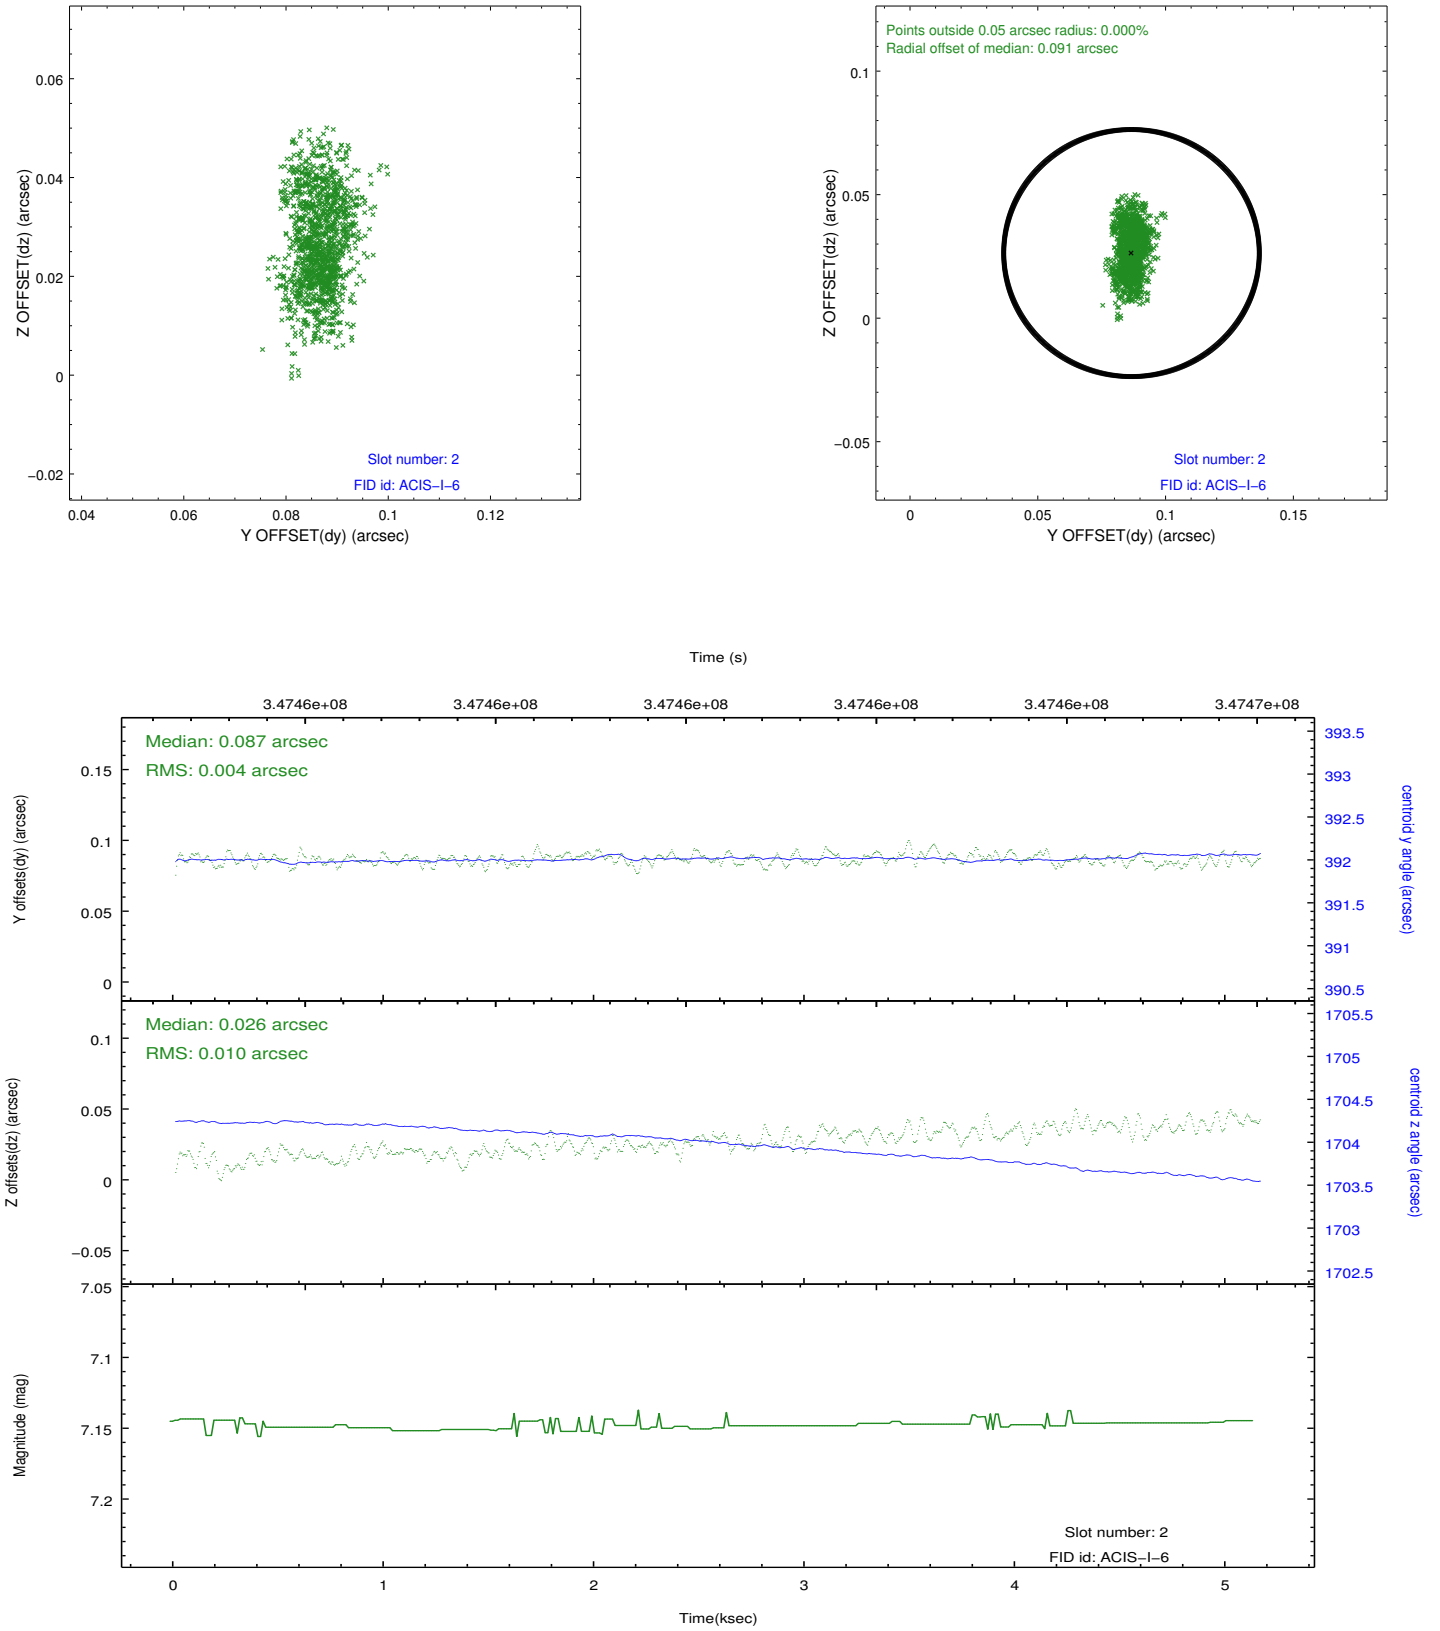 0.06
0.04
0.02
0
−0.02
Z OFFSET(dz) (arcsec)
Slot number: 2
FID id: ACIS−I−6
0.04 0.06 0.08 0.1 0.12
Y OFFSET(dy) (arcsec)
Points outside 0.05 arcsec radius: 0.000%
Radial offset of median: 0.091 arcsec
0.1
0.05
0
−0.05
Z OFFSET(dz) (arcsec)
Slot number: 2
FID id: ACIS−I−6
0 0.05 0.1 0.15
Y OFFSET(dy) (arcsec)
Time (s)
3.4746e+08 3.4746e+08 3.4746e+08 3.4746e+08 3.4746e+08 3.4747e+08
Median: 0.087 arcsec
RMS: 0.004 arcsec
0.15
0.1
0.05
0
Y offsets(dy) (arcsec)
393.5
393
392.5
392
391.5
391
390.5
centroid y angle (arcsec)
Median: 0.026 arcsec
RMS: 0.010 arcsec
0.1
0.05
0
−0.05
Z offsets(dz) (arcsec)
1705.5
1705
1704.5
1704
1703.5
1703
1702.5
centroid z angle (arcsec)
7.05
7.1
7.15
7.2
Magnitude (mag)
Slot number: 2
FID id: ACIS−I−6
0 1 2 3 4 5
Time(ksec)